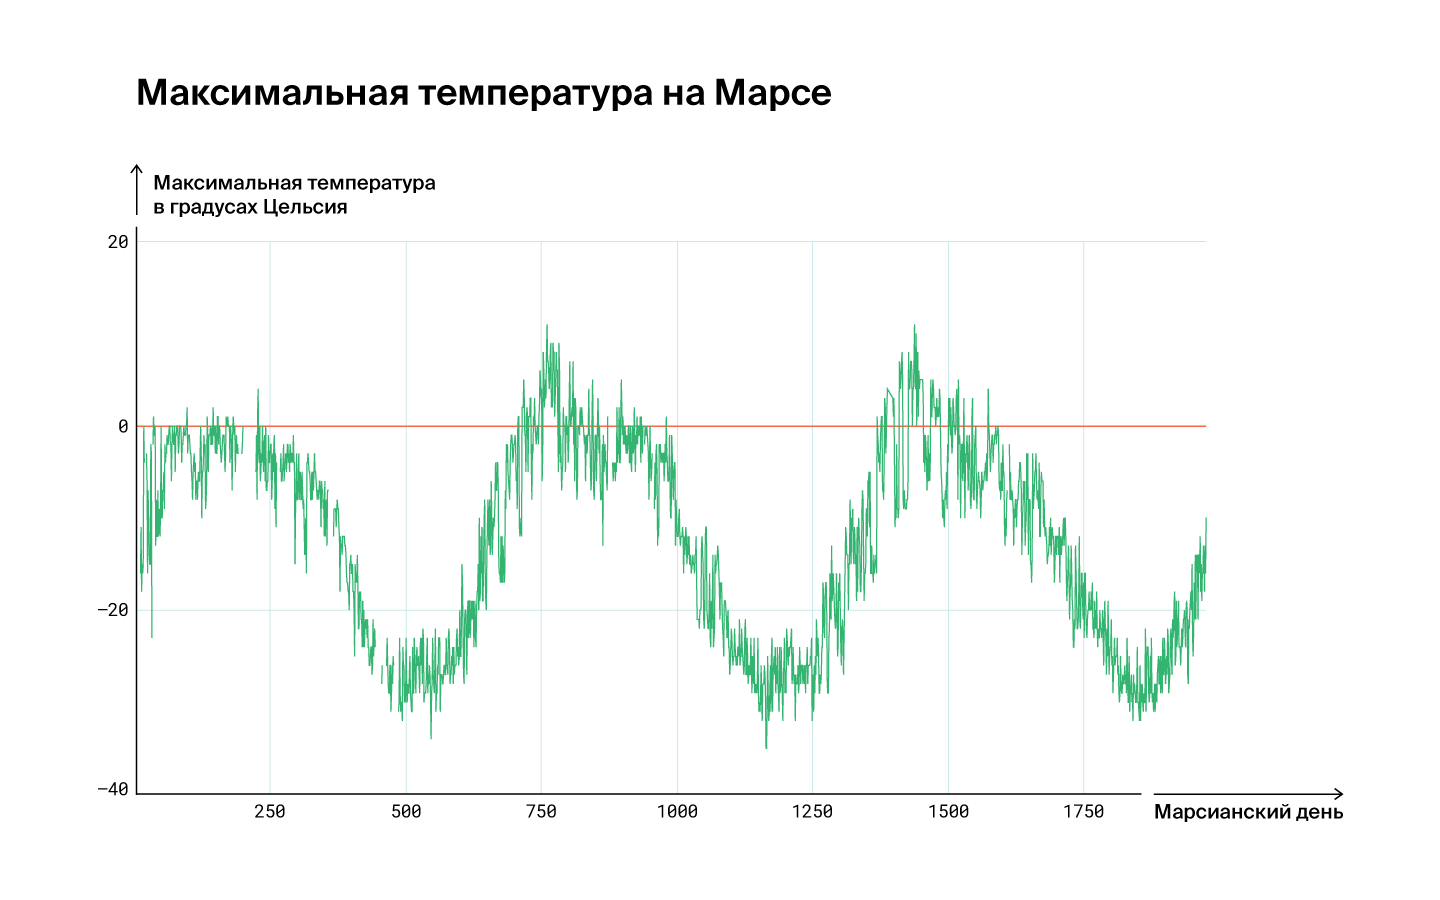 Максимальная температура на Марсе
Максимальная температура
в градусах Цельсия
20
0
−20
−40
250 500 750 1000 1250 1500 1750
Марсианский день